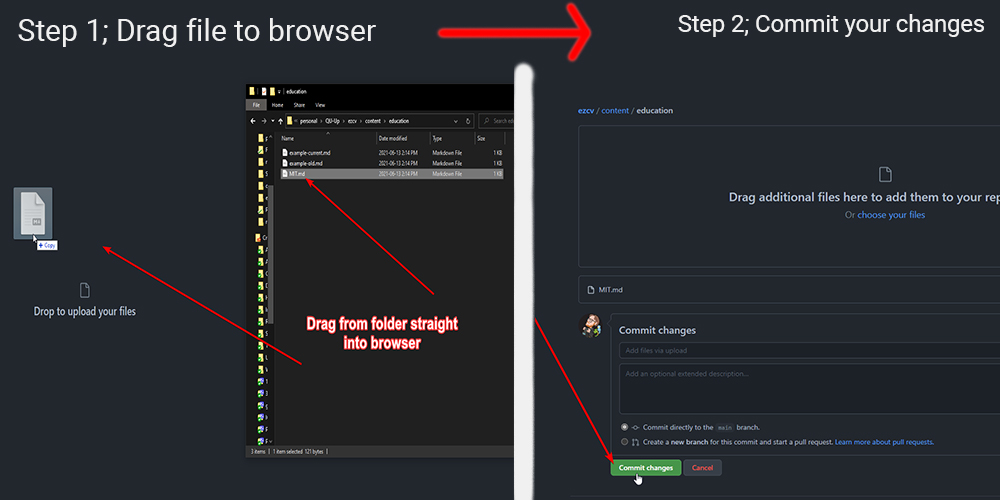 Step 1; Drag file to browser
Step 2; Commit your changes
education
File Home Share View
personal QU-Up ezcv content education
Name Date modified Type Size
example-current.md 2021-06-13 2:14 PM Markdown File 1 KB
example-old.md 2021-06-13 2:14 PM Markdown File 1 KB
MIT.md 2021-06-13 2:14 PM Markdown File 1 KB
+ Copy
Drop to upload your files
Drag from folder straight
into browser
3 items 1 item selected 121 bytes
ezcv / content / education
Drag additional files here to add them to your rep
Or choose your files
MIT.md
Commit changes
Add files via upload
Add an optional extended description...
Commit directly to the main branch.
Create a new branch for this commit and start a pull request. Learn more about pull requests.
Commit changes Cancel